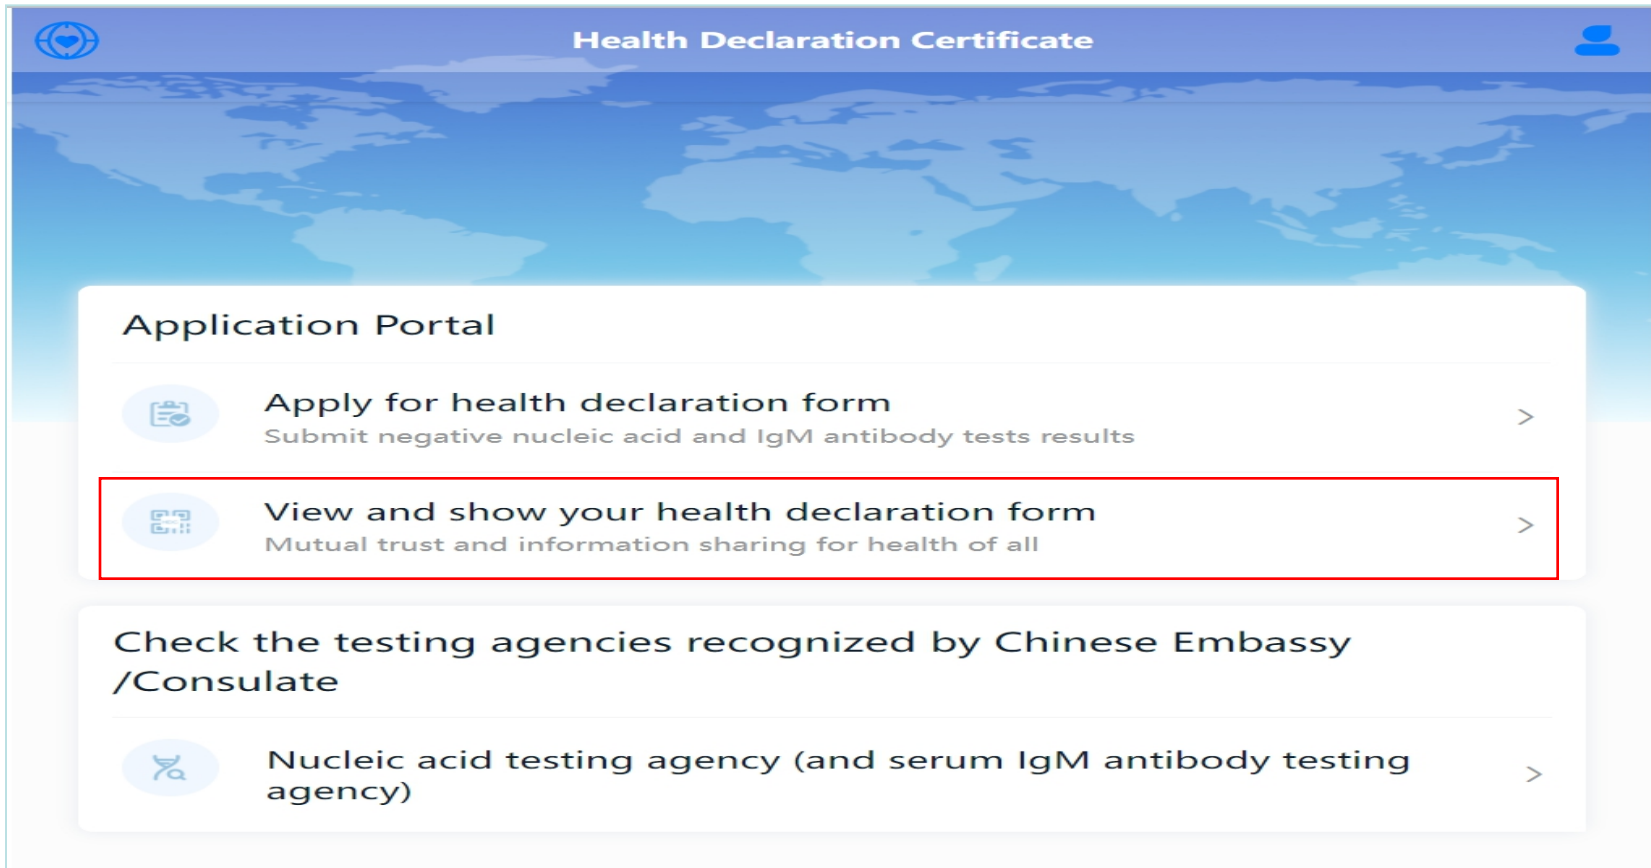 Health Declaration Certificate
Application Portal
Apply for health declaration form
Submit negative nucleic acid and IgM antibody tests results
View and show your health declaration form
Mutual trust and information sharing for health of all
Check the testing agencies recognized by Chinese Embassy
/Consulate
Nucleic acid testing agency (and serum IgM antibody testing
agency)